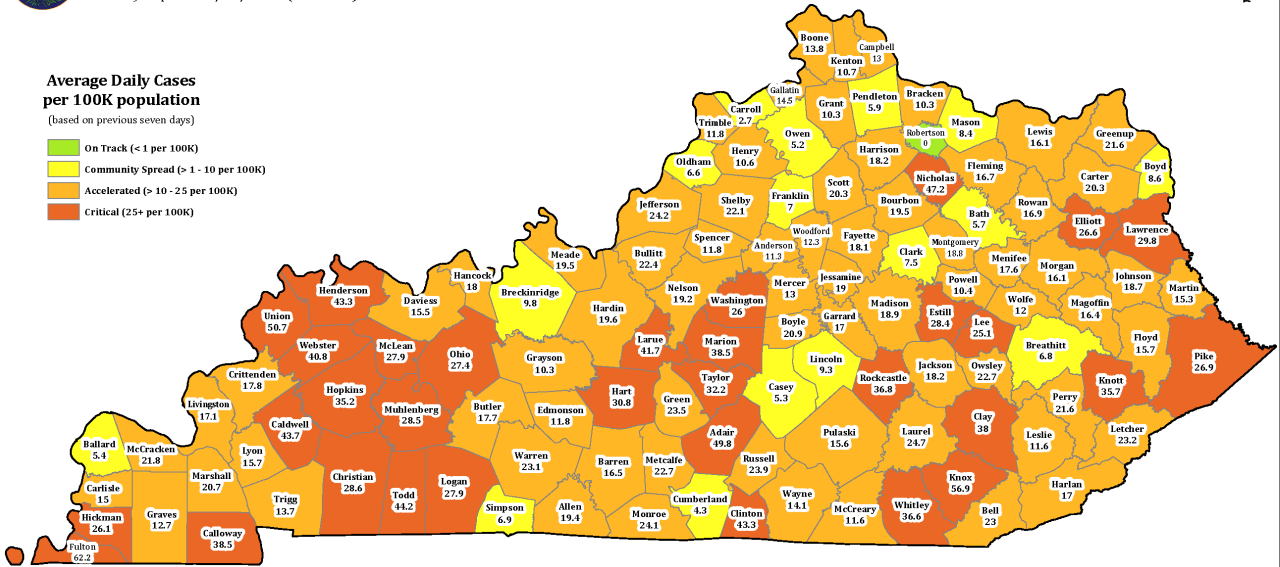 Average Daily Cases
per 100K population
(based on previous seven days)
On Track (< 1 per 100K)
Community Spread (> 1 - 10 per 100K)
Accelerated (> 10 - 25 per 100K)
Critical (25+ per 100K)
Boone
13.8
Kenton
10.7
Campbell
13
Gallatin
14.5
Carroll
2.7
Trimble
11.8
Grant
10.3
Pendleton
5.9
Bracken
10.3
Mason
8.4
Robertson
0
Owen
5.2
Henry
10.6
Oldham
6.6
Harrison
18.2
Lewis
16.1
Greenup
21.6
Boyd
8.6
Carter
20.3
Fleming
16.7
Nicholas
47.2
Scott
20.3
Franklin
7
Shelby
22.1
Jefferson
24.2
Bourbon
19.5
Bath
5.7
Rowan
16.9
Elliott
26.6
Lawrence
29.8
Spencer
11.8
Anderson
11.3
Woodford
12.3
Fayette
18.1
Clark
7.5
Montgomery
18.8
Menifee
17.6
Morgan
16.1
Johnson
18.7
Martin
15.3
Bullitt
22.4
Meade
19.5
Hancock
18
Breckinridge
9.8
Daviess
15.5
Henderson
43.3
Union
50.7
Webster
40.8
McLean
27.9
Ohio
27.4
Hardin
19.6
Nelson
19.2
Washington
26
Mercer
13
Jessamine
19
Madison
18.9
Powell
10.4
Estill
28.4
Lee
25.1
Wolfe
12
Magoffin
16.4
Floyd
15.7
Pike
26.9
Breathitt
6.8
Knott
35.7
Perry
21.6
Letcher
23.2
Owsley
22.7
Jackson
18.2
Rockcastle
36.8
Garrard
17
Boyle
20.9
Lincoln
9.3
Casey
5.3
Marion
38.5
Larue
41.7
Taylor
32.2
Green
23.5
Hart
30.8
Grayson
10.3
Edmonson
11.8
Butler
17.7
Muhlenberg
28.5
Hopkins
35.2
Crittenden
17.8
Livingston
17.1
Caldwell
43.7
Lyon
15.7
Ballard
5.4
McCracken
21.8
Marshall
20.7
Carlisle
15
Hickman
26.1
Fulton
62.2
Graves
12.7
Calloway
38.5
Trigg
13.7
Christian
28.6
Todd
44.2
Logan
27.9
Warren
23.1
Simpson
6.9
Allen
19.4
Barren
16.5
Metcalfe
22.7
Monroe
24.1
Adair
49.8
Cumberland
4.3
Clinton
43.3
Russell
23.9
Pulaski
15.6
Wayne
14.1
McCreary
11.6
Laurel
24.7
Clay
38
Knox
56.9
Whitley
36.6
Bell
23
Leslie
11.6
Harlan
17